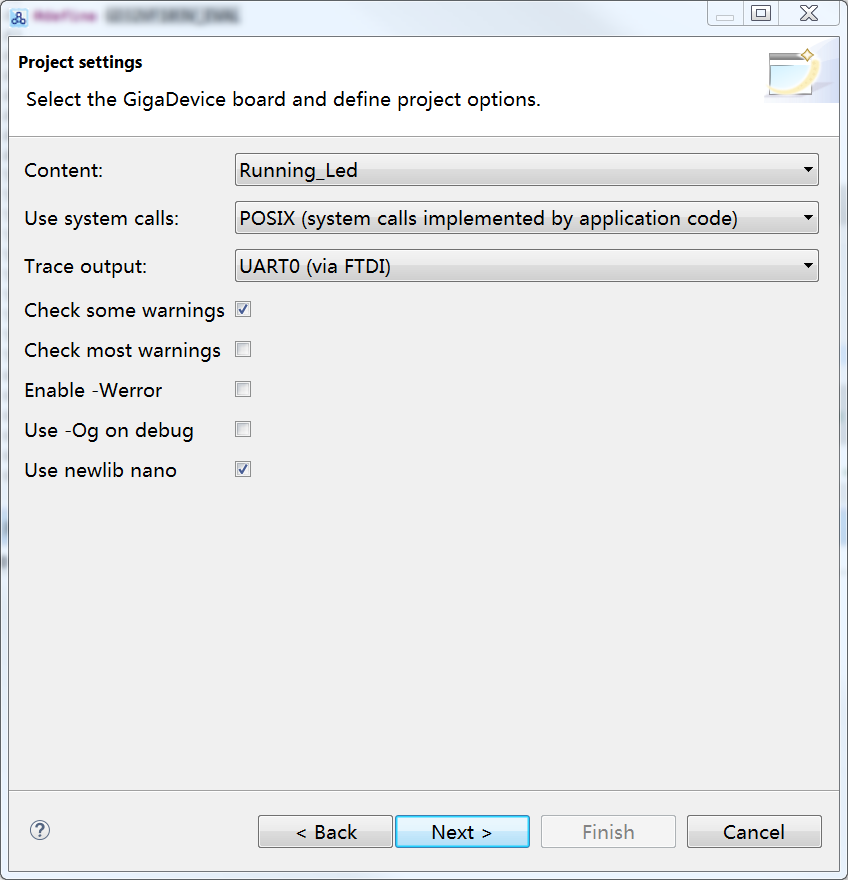 #define
Project settings
Select the GigaDevice board and define project options.
Content: Running_Led
Use system calls: POSIX (system calls implemented by application code)
Trace output: UART0 (via FTDI)
Check some warnings
Check most warnings
Enable -Werror
Use -Og on debug
Use newlib nano
< Back Next > Finish Cancel